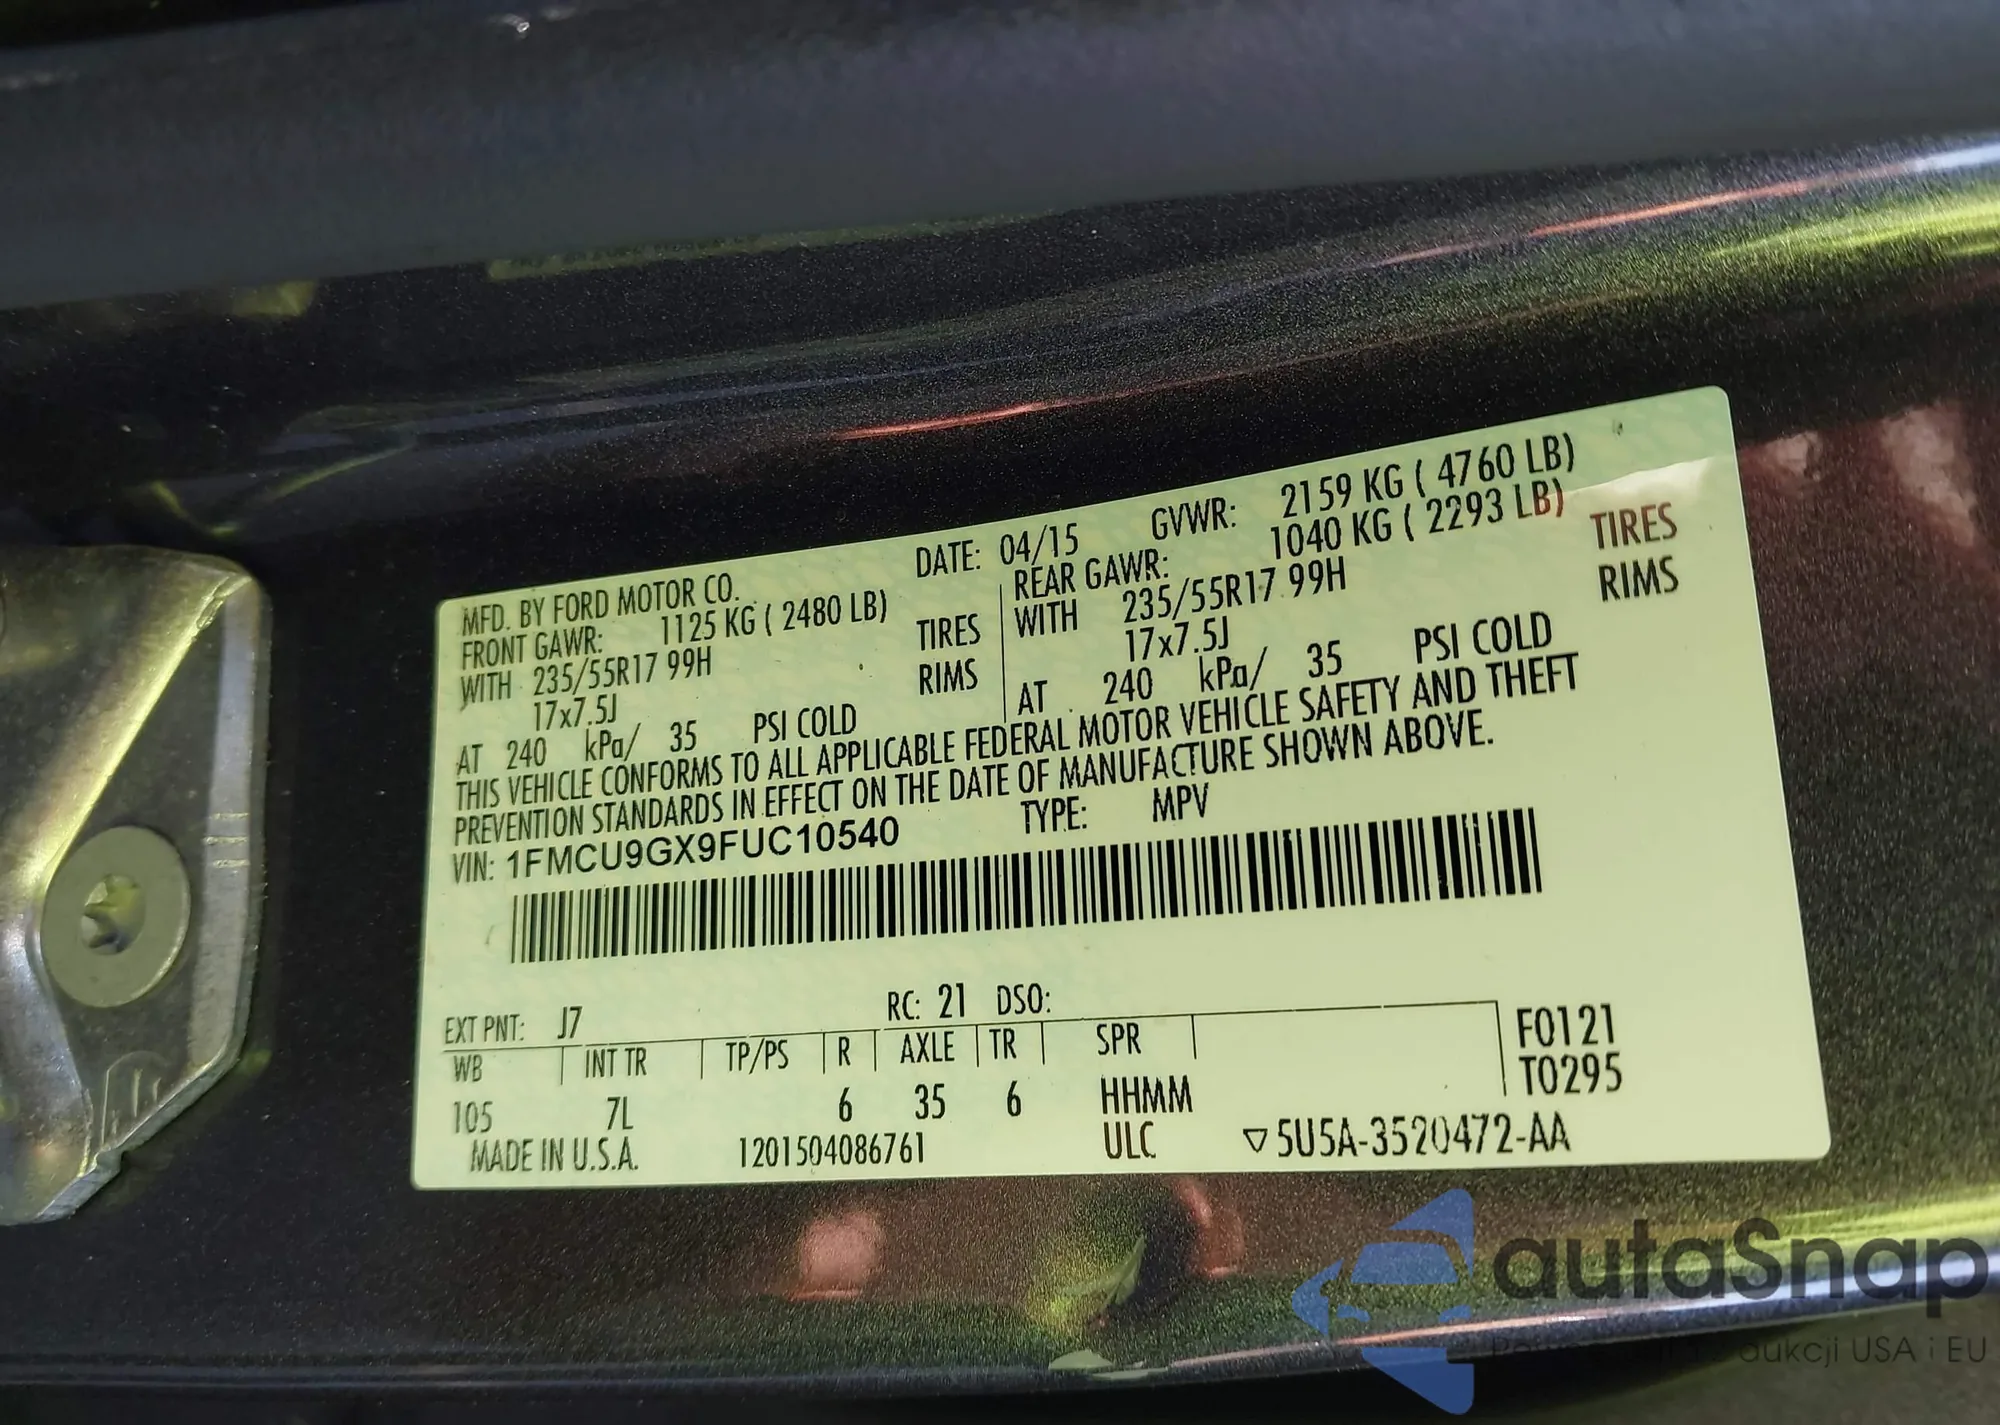 MFD. BY FORD MOTOR CO. DATE: 04/15 GVWR: 2159 KG ( 4760 LB)
FRONT GAWR: 1125 KG ( 2480 LB) REAR GAWR: 1040 KG ( 2293 LB)
WITH 235/55R17 99H TIRES WITH 235/55R17 99H TIRES
17x7.5J RIMS 17x7.5J RIMS
AT 240 kPa/ 35 PSI COLD AT 240 kPa/ 35 PSI COLD
THIS VEHICLE CONFORMS TO ALL APPLICABLE FEDERAL MOTOR VEHICLE SAFETY AND THEFT
PREVENTION STANDARDS IN EFFECT ON THE DATE OF MANUFACTURE SHOWN ABOVE.
VIN: 1FMCU9GX9FUC10540 TYPE: MPV
EXT PNT: J7 RC: 21 DSO:
WB INT TR TP/PS R AXLE TR SPR F0121
T0295
105 7L 6 35 6 HHMM
MADE IN U.S.A. 1201504086761 ULC ▽5U5A-3520472-AA
autaSnap
aukcji USA i EU